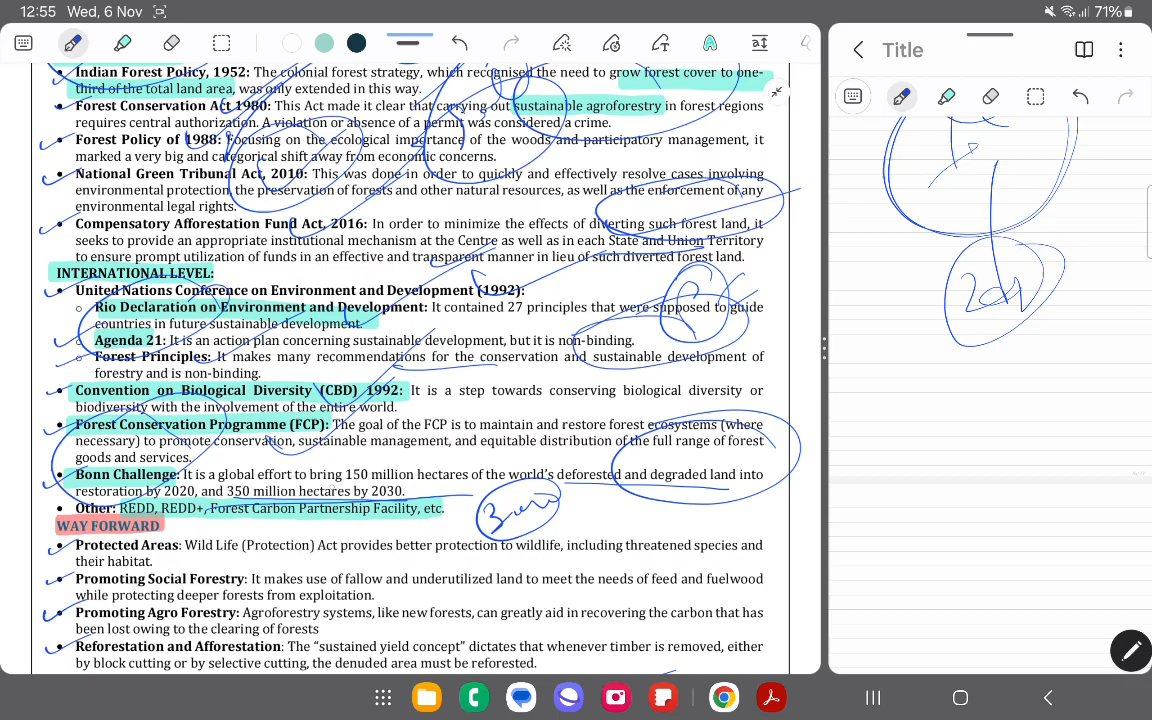 12:55 Wed, 6 Nov
71%
Title
• Indian Forest Policy, 1952: The colonial forest strategy, which recognised the need to grow forest cover to one-
third of the total land area, was only extended in this way.
• Forest Conservation Act 1980: This Act made it clear that carrying out sustainable agroforestry in forest regions
requires central authorization. A violation or absence of a permit was considered a crime.
• Forest Policy of 1988: Focusing on the ecological importance of the woods and participatory management, it
marked a very big and categorical shift away from economic concerns.
• National Green Tribunal Act, 2010: This was done in order to quickly and effectively resolve cases involving
environmental protection, the preservation of forests and other natural resources, as well as the enforcement of any
environmental legal rights.
• Compensatory Afforestation Fund Act, 2016: In order to minimize the effects of diverting such forest land, it
seeks to provide an appropriate institutional mechanism at the Centre as well as in each State and Union Territory
to ensure prompt utilization of funds in an effective and transparent manner in lieu of such diverted forest land.
INTERNATIONAL LEVEL:
• United Nations Conference on Environment and Development (1992):
o Rio Declaration on Environment and Development: It contained 27 principles that were supposed to guide
countries in future sustainable development.
o Agenda 21: It is an action plan concerning sustainable development, but it is non-binding.
o Forest Principles: It makes many recommendations for the conservation and sustainable development of
forestry and is non-binding.
• Convention on Biological Diversity (CBD) 1992: It is a step towards conserving biological diversity or
biodiversity with the involvement of the entire world.
• Forest Conservation Programme (FCP): The goal of the FCP is to maintain and restore forest ecosystems (where
necessary) to promote conservation, sustainable management, and equitable distribution of the full range of forest
goods and services.
• Bonn Challenge: It is a global effort to bring 150 million hectares of the world's deforested and degraded land into
restoration by 2020, and 350 million hectares by 2030.
• Other: REDD, REDD+, Forest Carbon Partnership Facility, etc.
WAY FORWARD
• Protected Areas: Wild Life (Protection) Act provides better protection to wildlife, including threatened species and
their habitat.
• Promoting Social Forestry: It makes use of fallow and underutilized land to meet the needs of feed and fuelwood
while protecting deeper forests from exploitation.
• Promoting Agro Forestry: Agroforestry systems, like new forests, can greatly aid in recovering the carbon that has
been lost owing to the clearing of forests
• Reforestation and Afforestation: The "sustained yield concept" dictates that whenever timber is removed, either
by block cutting or by selective cutting, the denuded area must be reforested.